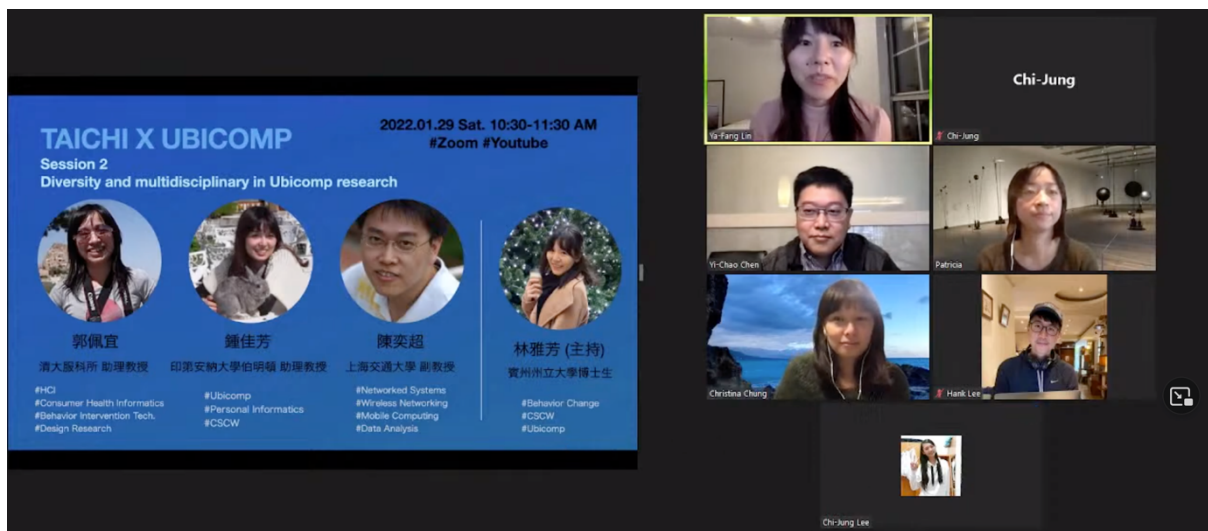 TAICHI X UBICOMP
2022.01.29 Sat. 10:30-11:30 AM
#Zoom #Youtube
Session 2
Diversity and multidisciplinary in Ubicomp research
郭佩宜
清大服科所 助理教授
#HCI
#Consumer Health Informatics
#Behavior Intervention Tech.
#Design Research
鍾佳芳
印第安納大學伯明頓 助理教授
#Ubicomp
#Personal Informatics
#CSCW
陳奕超
上海交通大學 副教授
#Networked Systems
#Wireless Networking
#Mobile Computing
#Data Analysis
林雅芳 (主持)
賓州州立大學博士生
#Behavior Change
#CSCW
#Ubicomp
Ya-Fang Lin
Chi-Jung
Chi-Jung
Yi-Chao Chen
Patricia
Christina Chung
Hank Lee
Chi-Jung Lee